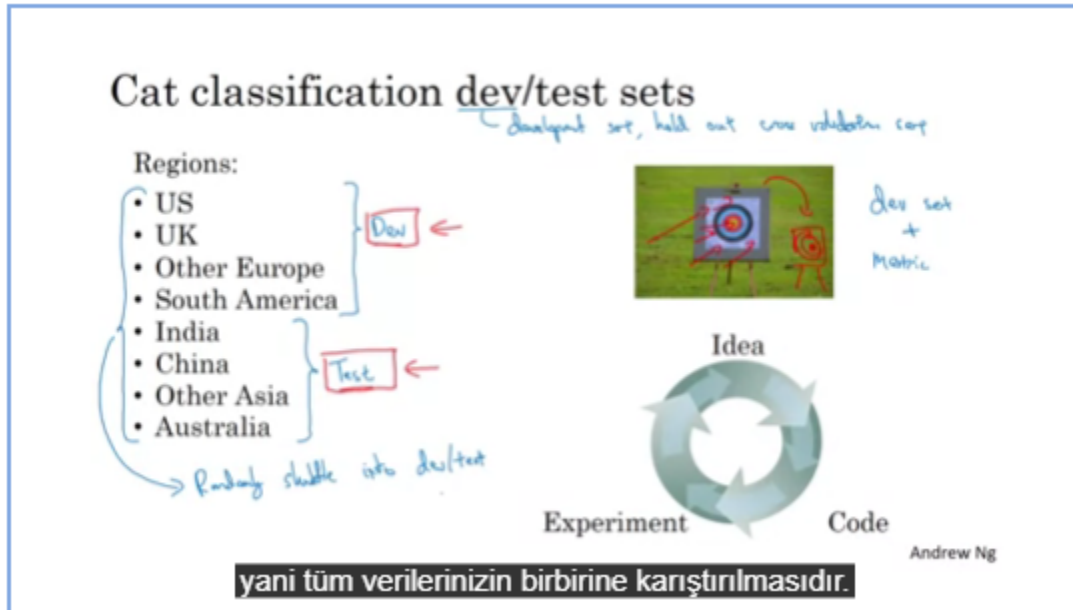 Cat classification dev/test sets
development set, hold out cross validation
Regions:
• US
• UK
• Other Europe
• South America
• India
• China
• Other Asia
• Australia
Dev
Test
Randomly shuffle into dev/test
dev set
+
metric
Idea
Code
Experiment
Andrew Ng
yani tüm verilerinizin birbirine karıştırılmasıdır.